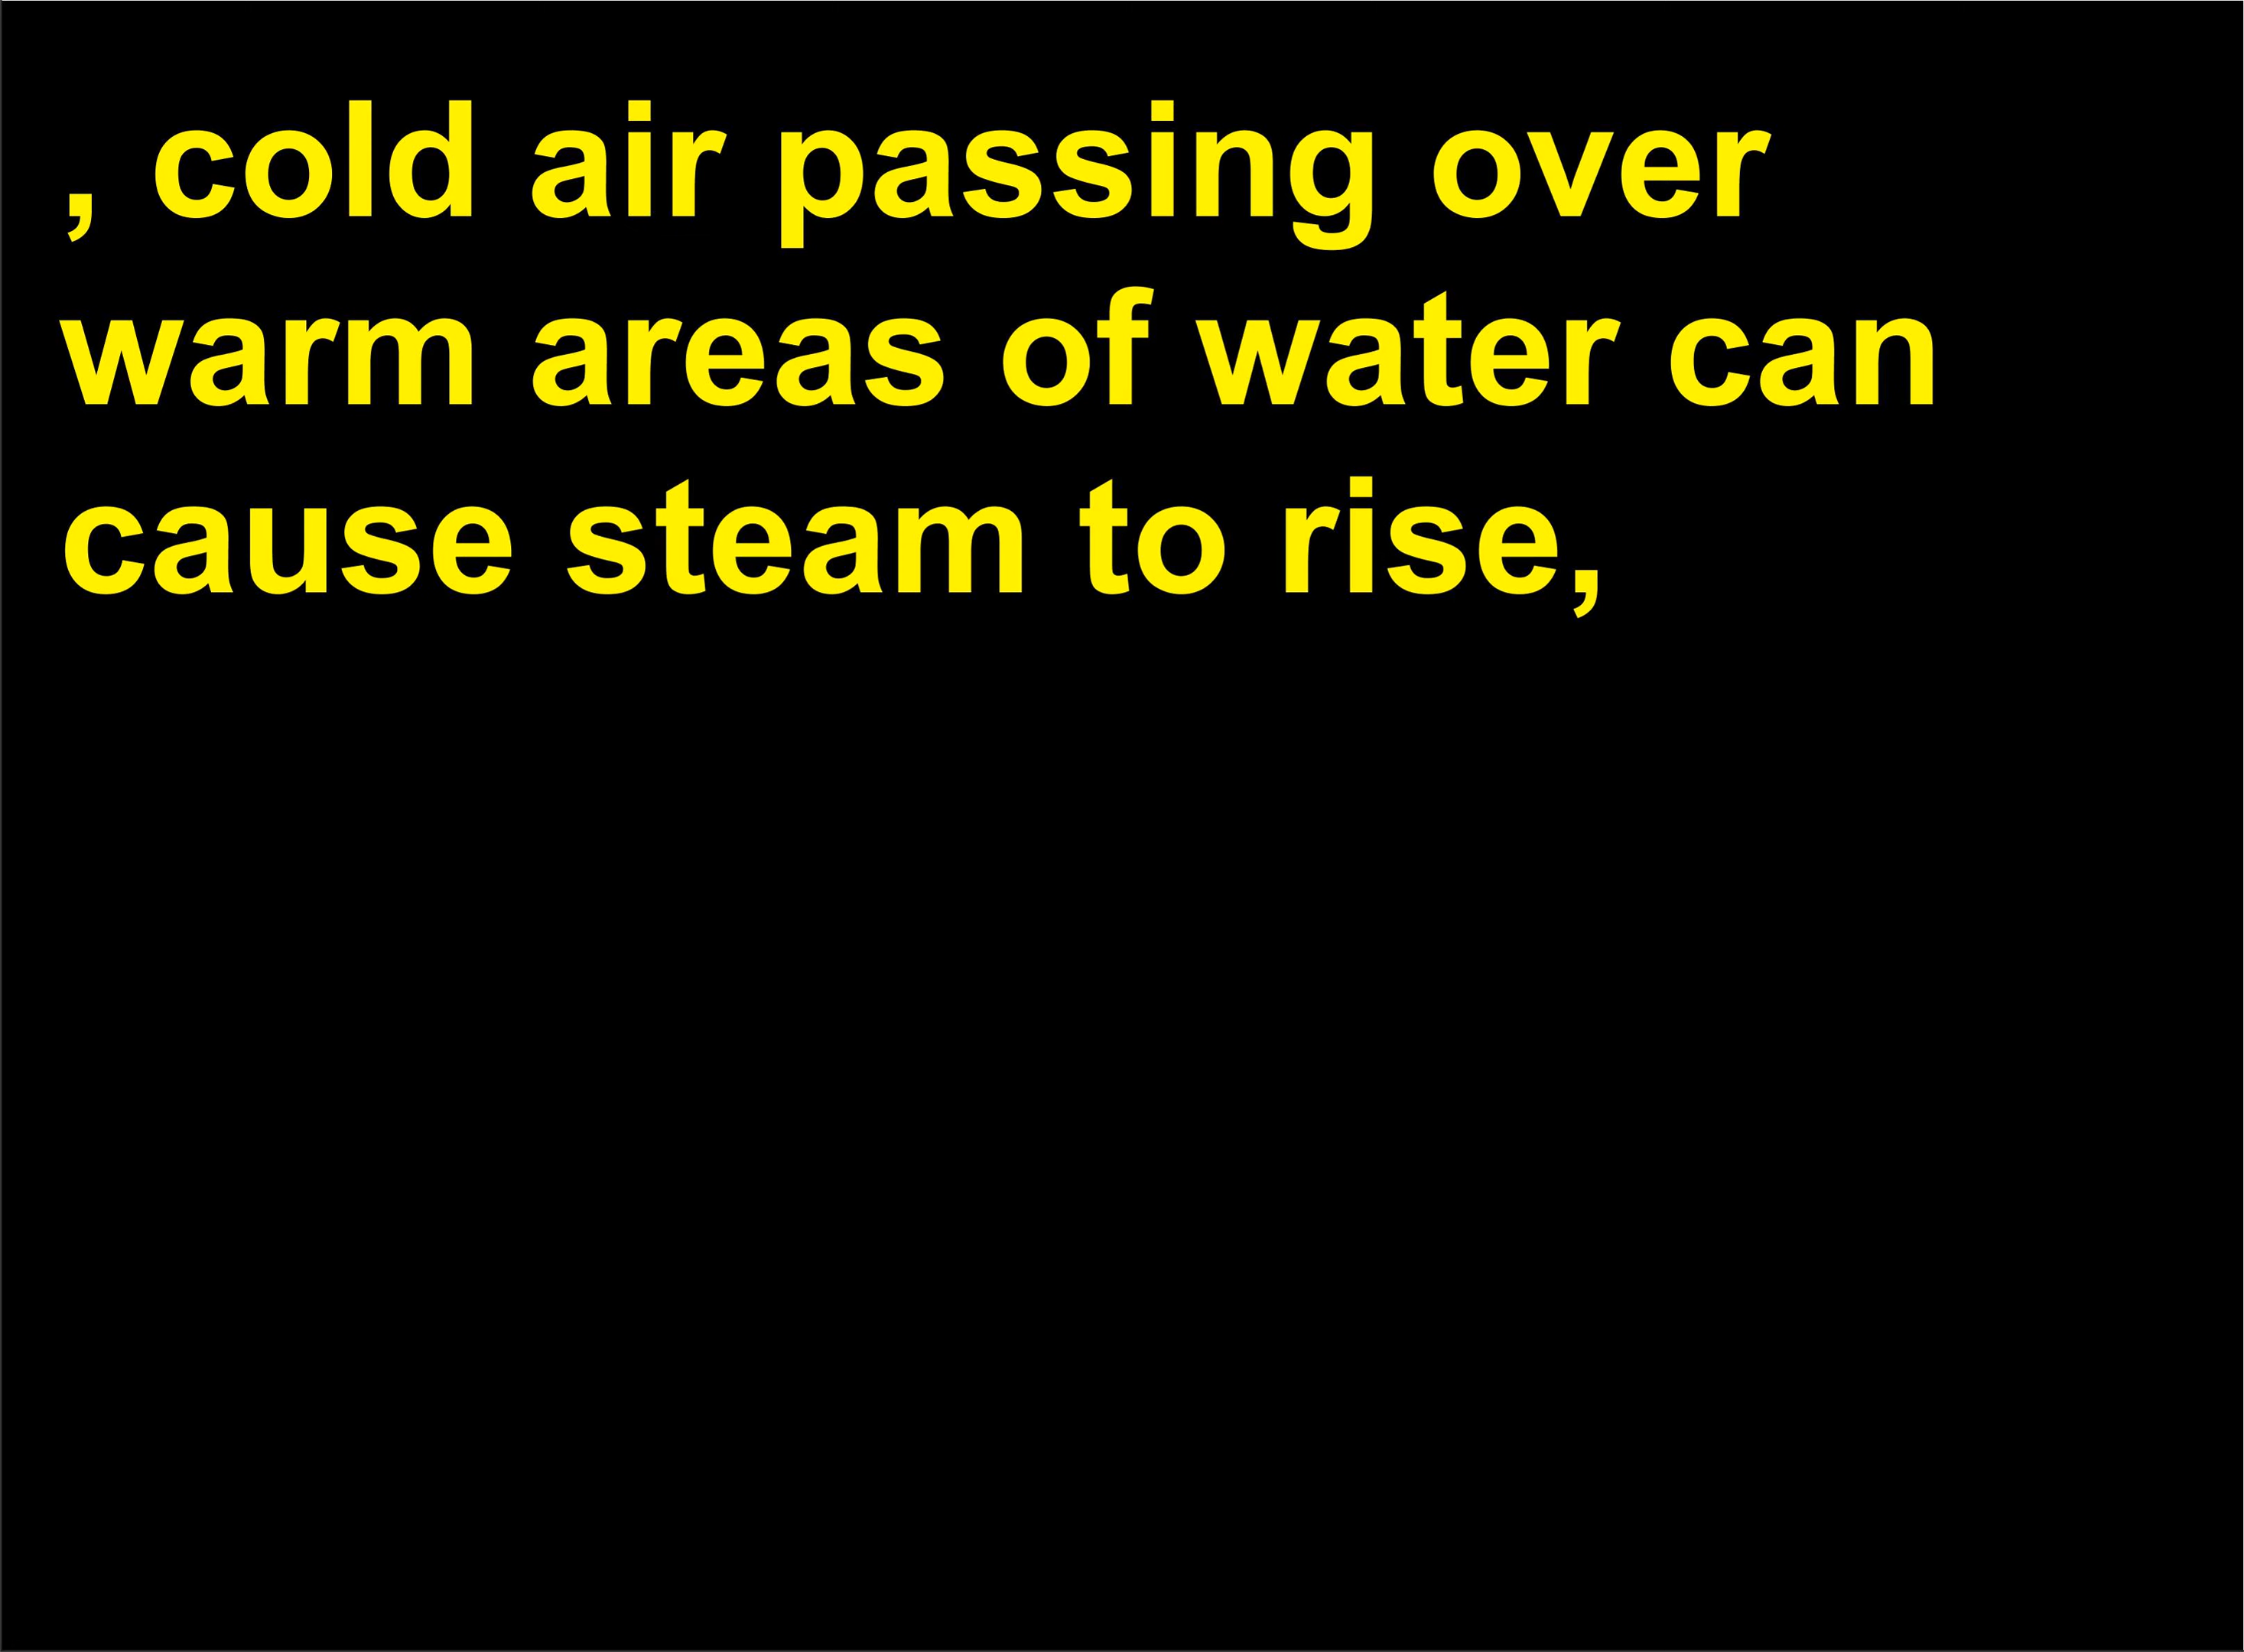 , cold air passing over
warm areas of water can
cause steam to rise,